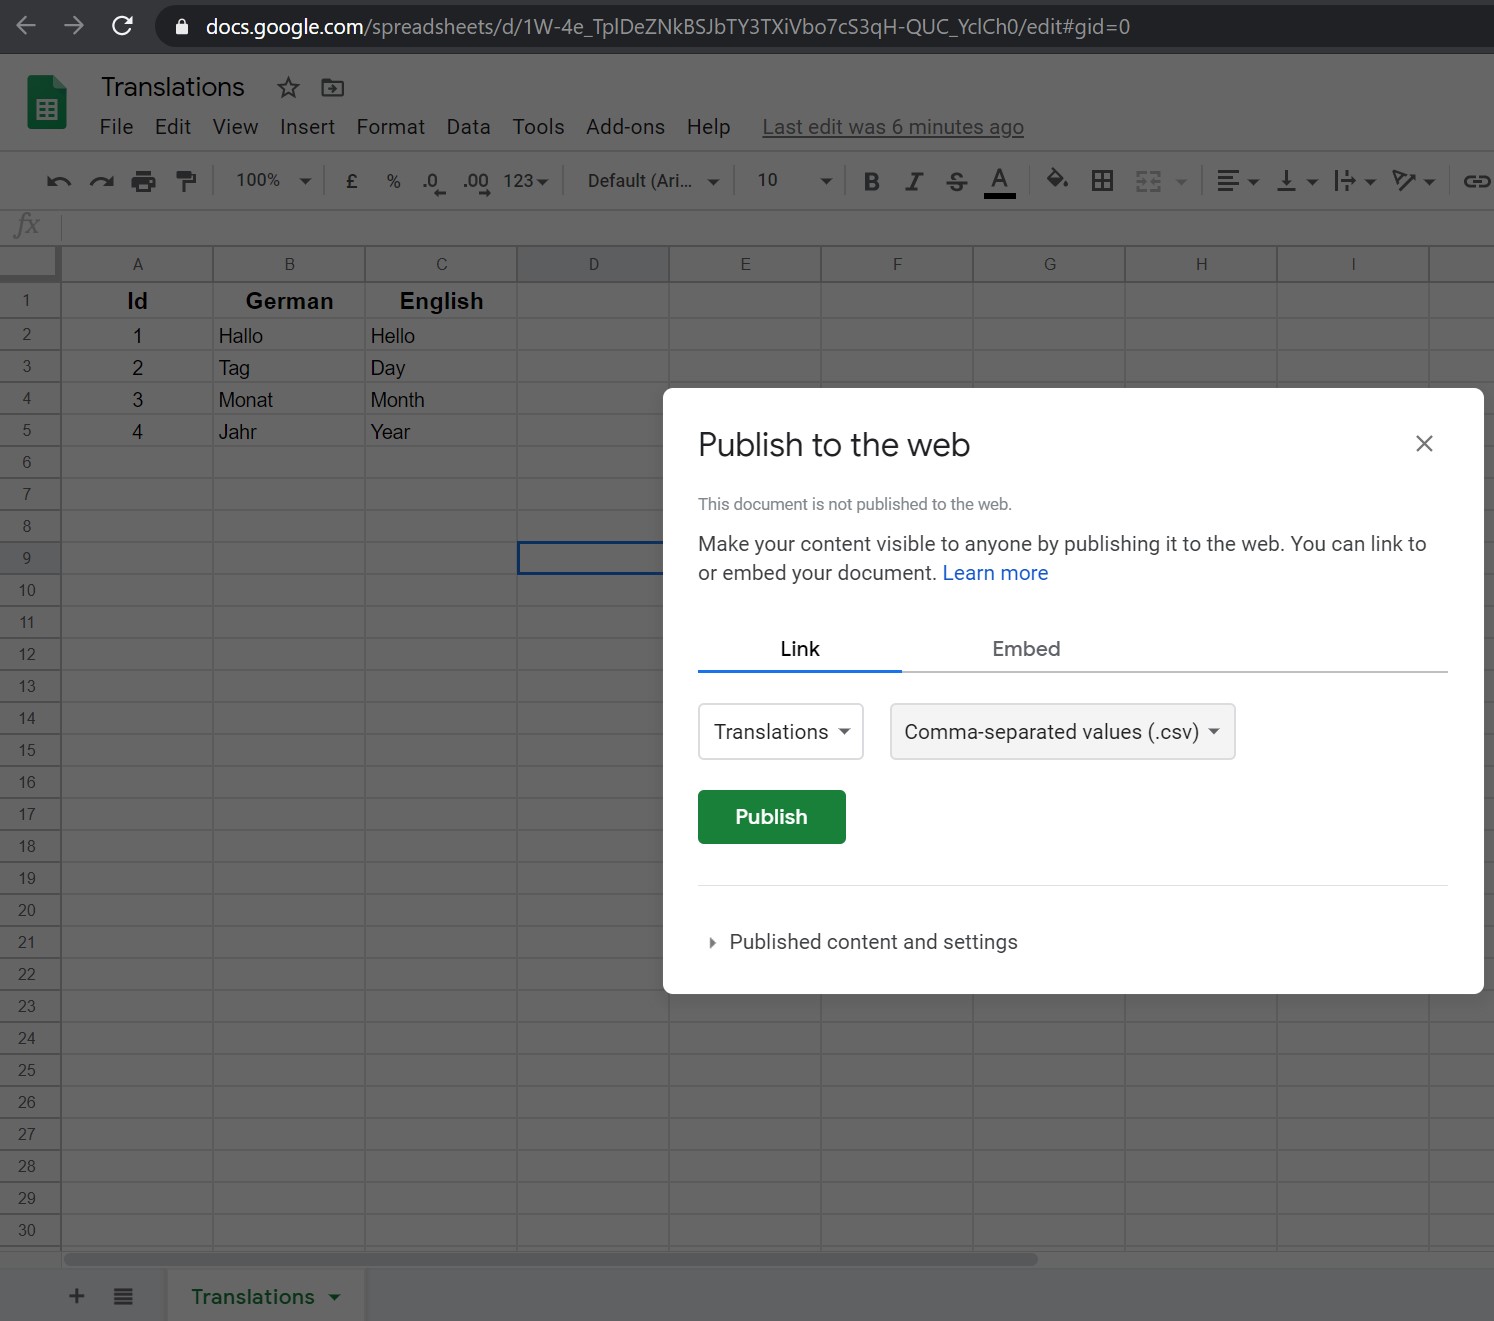 docs.google.com/spreadsheets/d/1W-4e_TplDeZNkBSJbTY3TXiVbo7cS3qH-QUC_YclCh0/edit#gid=0
Translations
File Edit View Insert Format Data Tools Add-ons Help Last edit was 6 minutes ago
100% £ % .0 .00 123 Default (Ari... 10 B I S A
fx
A B C D E F G H I
1 Id German English
2 1 Hallo Hello
3 2 Tag Day
4 3 Monat Month
5 4 Jahr Year
6
7
8
9
10
11
12
13
14
15
16
17
18
19
20
21
22
23
24
25
26
27
28
29
30
Publish to the web
This document is not published to the web.
Make your content visible to anyone by publishing it to the web. You can link to
or embed your document. Learn more
Link Embed
Translations Comma-separated values (.csv)
Publish
Published content and settings
Translations